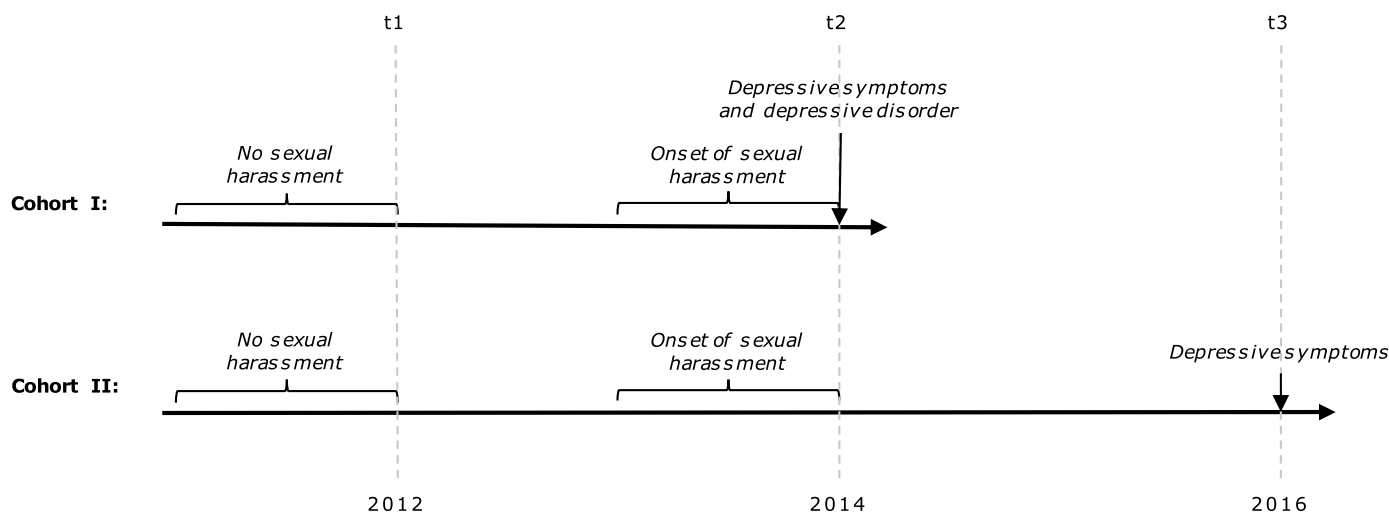 t1 t2 t3
Depressive symptoms
and depressive disorder
No sexual
harassment
Onset of sexual
harassment
Cohort I:
No sexual
harassment
Onset of sexual
harassment
Depressive symptoms
Cohort II:
2012 2014 2016